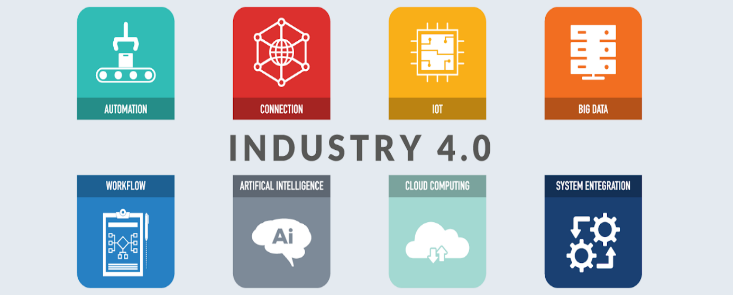 AUTOMATION
CONNECTION
IOT
BIG DATA
INDUSTRY 4.0
WORKFLOW
ARTIFICAL INTELLIGENCE
CLOUD COMPUTING
SYSTEM ENTEGRATION
Ai